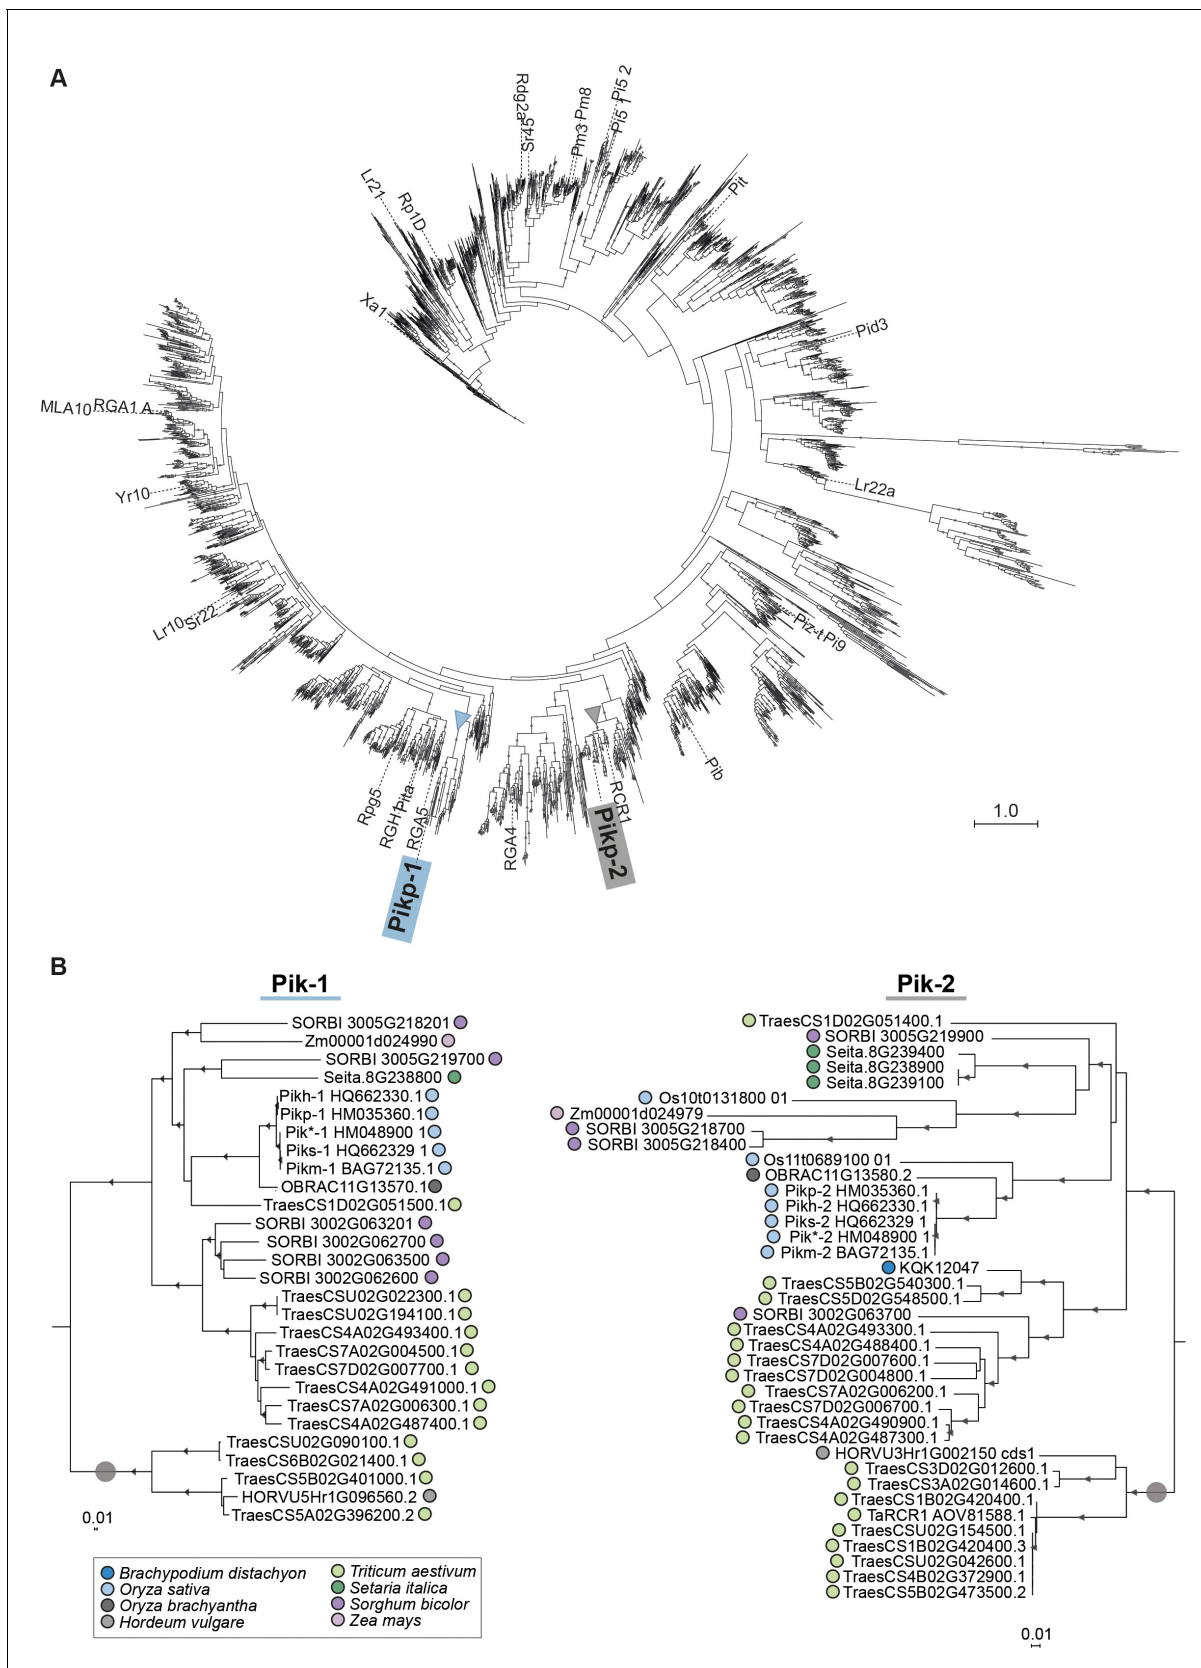 A
Rdg2a
Sr45
Pm3
Pm8
Pi5 1
Pi5 2
Lr21
Rp1D
Pit
Xa1
Pid3
MLA10
RGA1 A
Yr10
Lr22a
Lr10
Sr22
Piz-t
Pi9
Pib
Rpg5
RGH1
Pita
RGA5
RGA4
RCR1
Pikp-1
Pikp-2
1.0
B
Pik-1
SORBI 3005G218201
Zm00001d024990
SORBI 3005G219700
Seita.8G238800
Pikh-1 HQ662330.1
Pikp-1 HM035360.1
Pik*-1 HM048900 1
Piks-1 HQ662329 1
Pikm-1 BAG72135.1
OBRAC11G13570.1
TraesCS1D02G051500.1
SORBI 3002G063201
SORBI 3002G062700
SORBI 3002G063500
SORBI 3002G062600
TraesCSU02G022300.1
TraesCSU02G194100.1
TraesCS4A02G493400.1
TraesCS7A02G004500.1
TraesCS7D02G007700.1
TraesCS4A02G491000.1
TraesCS7A02G006300.1
TraesCS4A02G487400.1
TraesCSU02G090100.1
TraesCS6B02G021400.1
TraesCS5B02G401000.1
HORVU5Hr1G096560.2
TraesCS5A02G396200.2
0.01
Pik-2
TraesCS1D02G051400.1
SORBI 3005G219900
Seita.8G239400
Seita.8G238900
Seita.8G239100
Os10t0131800 01
Zm00001d024979
SORBI 3005G218700
SORBI 3005G218400
Os11t0689100 01
OBRAC11G13580.2
Pikp-2 HM035360.1
Pikh-2 HQ662330.1
Piks-2 HQ662329 1
Pik*-2 HM048900 1
Pikm-2 BAG72135.1
KQK12047
TraesCS5B02G540300.1
TraesCS5D02G548500.1
SORBI 3002G063700
TraesCS4A02G493300.1
TraesCS4A02G488400.1
TraesCS7D02G007600.1
TraesCS7D02G004800.1
TraesCS7A02G006200.1
TraesCS7D02G006700.1
TraesCS4A02G490900.1
TraesCS4A02G487300.1
HORVU3Hr1G002150 cds1
TraesCS3D02G012600.1
TraesCS3A02G014600.1
TraesCS1B02G420400.1
TaRCR1 AOV81588.1
TraesCSU02G154500.1
TraesCS1B02G420400.3
TraesCSU02G042600.1
TraesCS4B02G372900.1
TraesCS5B02G473500.2
0.01
Brachypodium distachyon
Oryza sativa
Oryza brachyantha
Hordeum vulgare
Triticum aestivum
Setaria italica
Sorghum bicolor
Zea mays